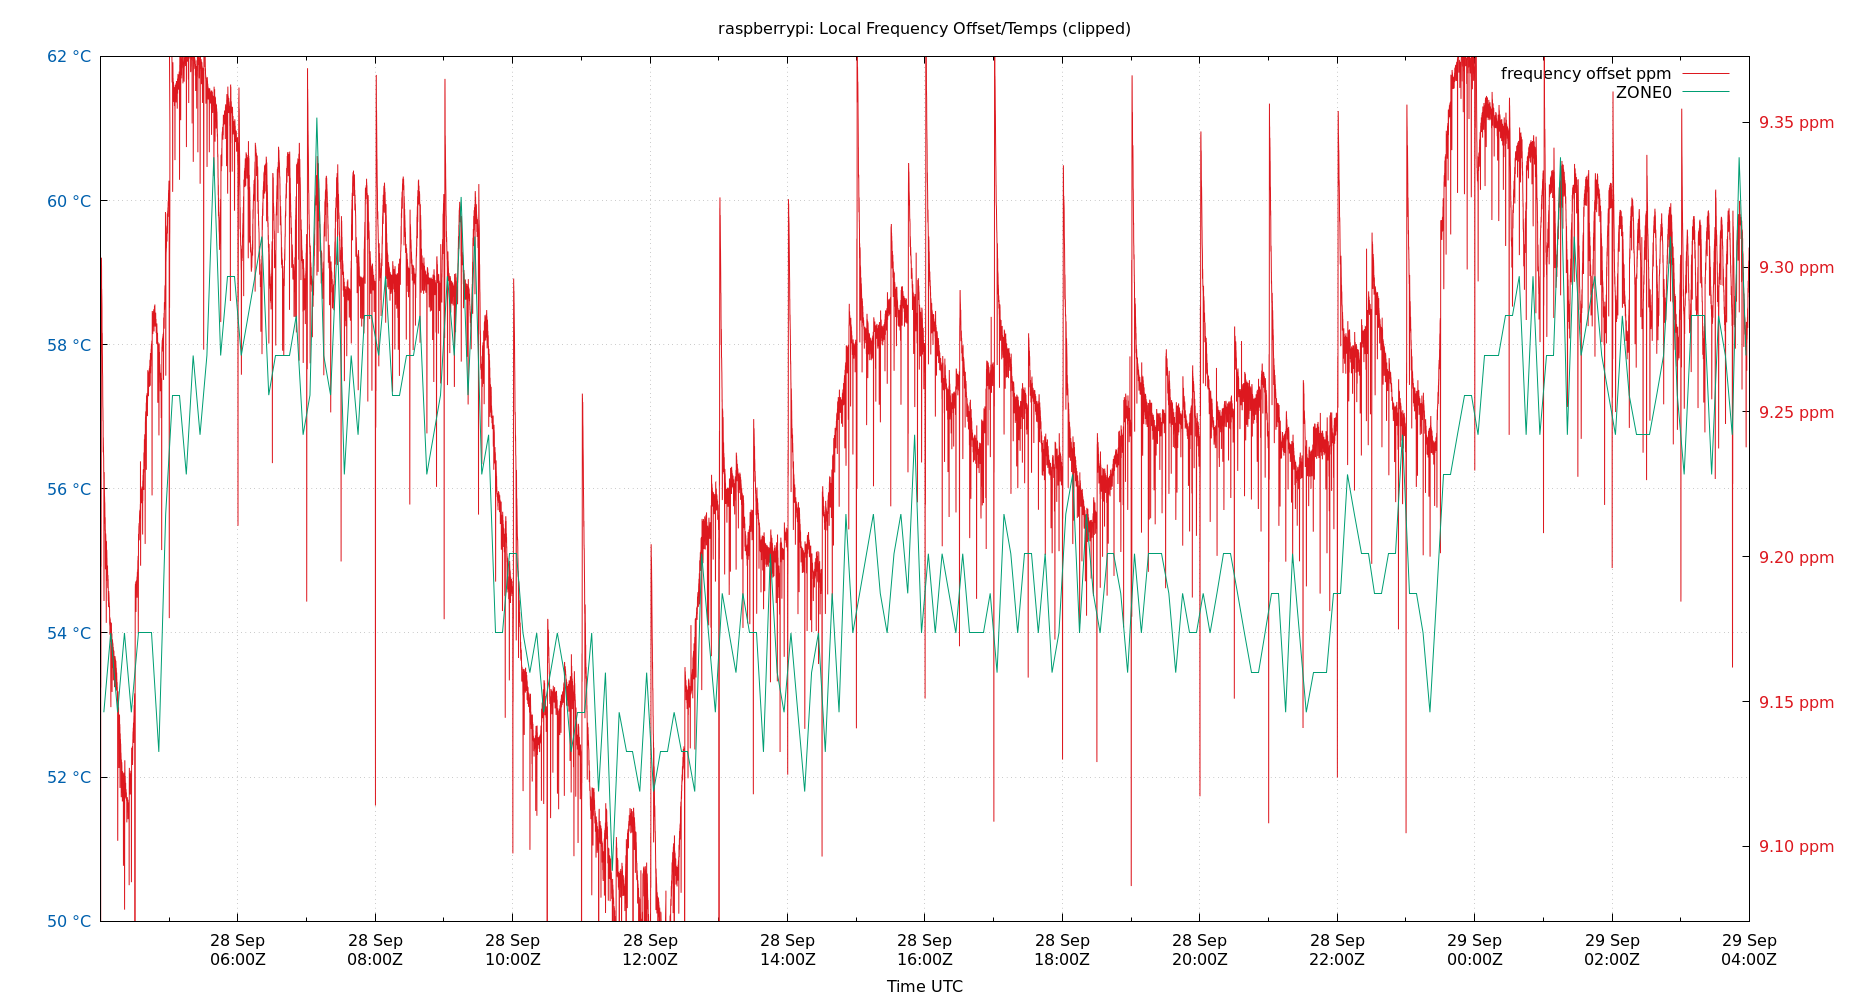 raspberrypi: Local Frequency Offset/Temps (clipped)
62 °C
60 °C
58 °C
56 °C
54 °C
52 °C
50 °C
frequency offset ppm
ZONE0
9.35 ppm
9.30 ppm
9.25 ppm
9.20 ppm
9.15 ppm
9.10 ppm
28 Sep 28 Sep 28 Sep 28 Sep 28 Sep 28 Sep 28 Sep 28 Sep 28 Sep 29 Sep 29 Sep 29 Sep
06:00Z 08:00Z 10:00Z 12:00Z 14:00Z 16:00Z 18:00Z 20:00Z 22:00Z 00:00Z 02:00Z 04:00Z
Time UTC